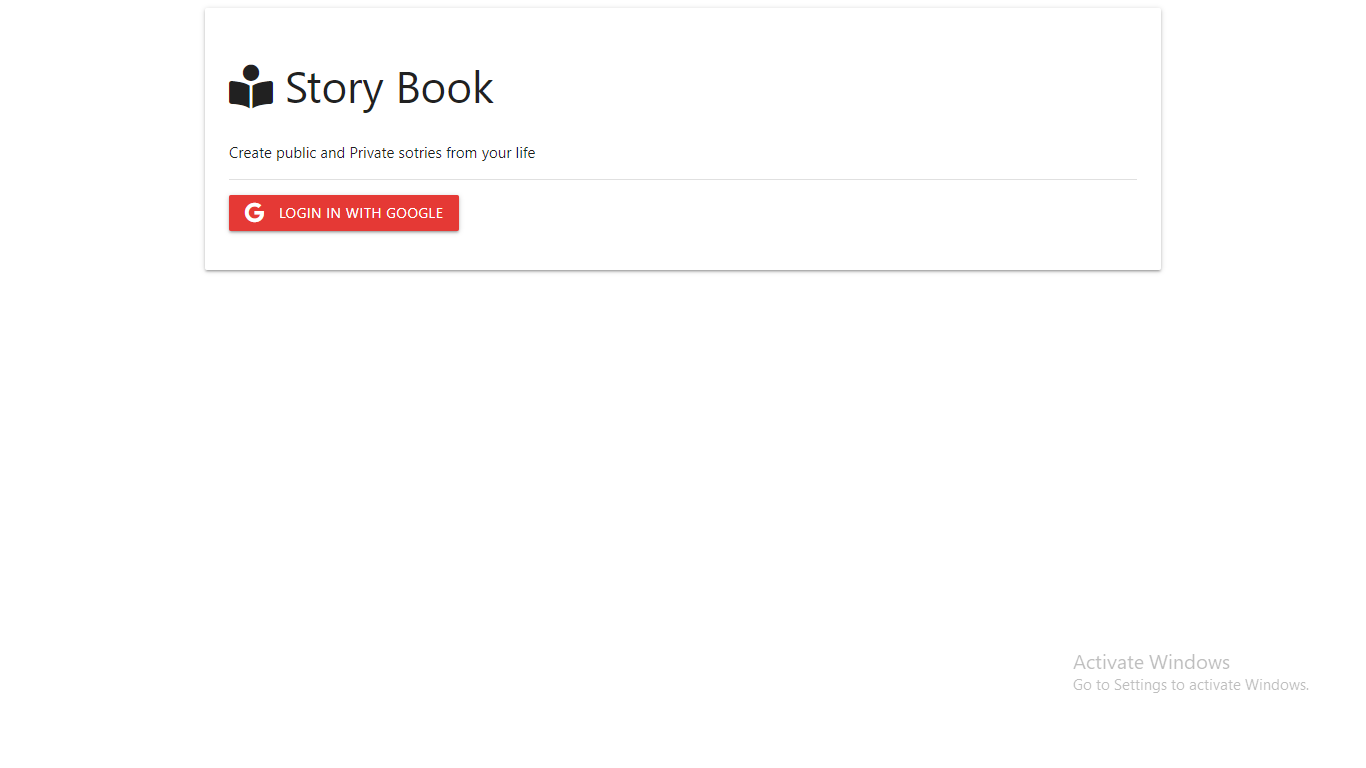 Story Book
Create public and Private sotries from your life
LOGIN IN WITH GOOGLE
Activate Windows
Go to Settings to activate Windows.